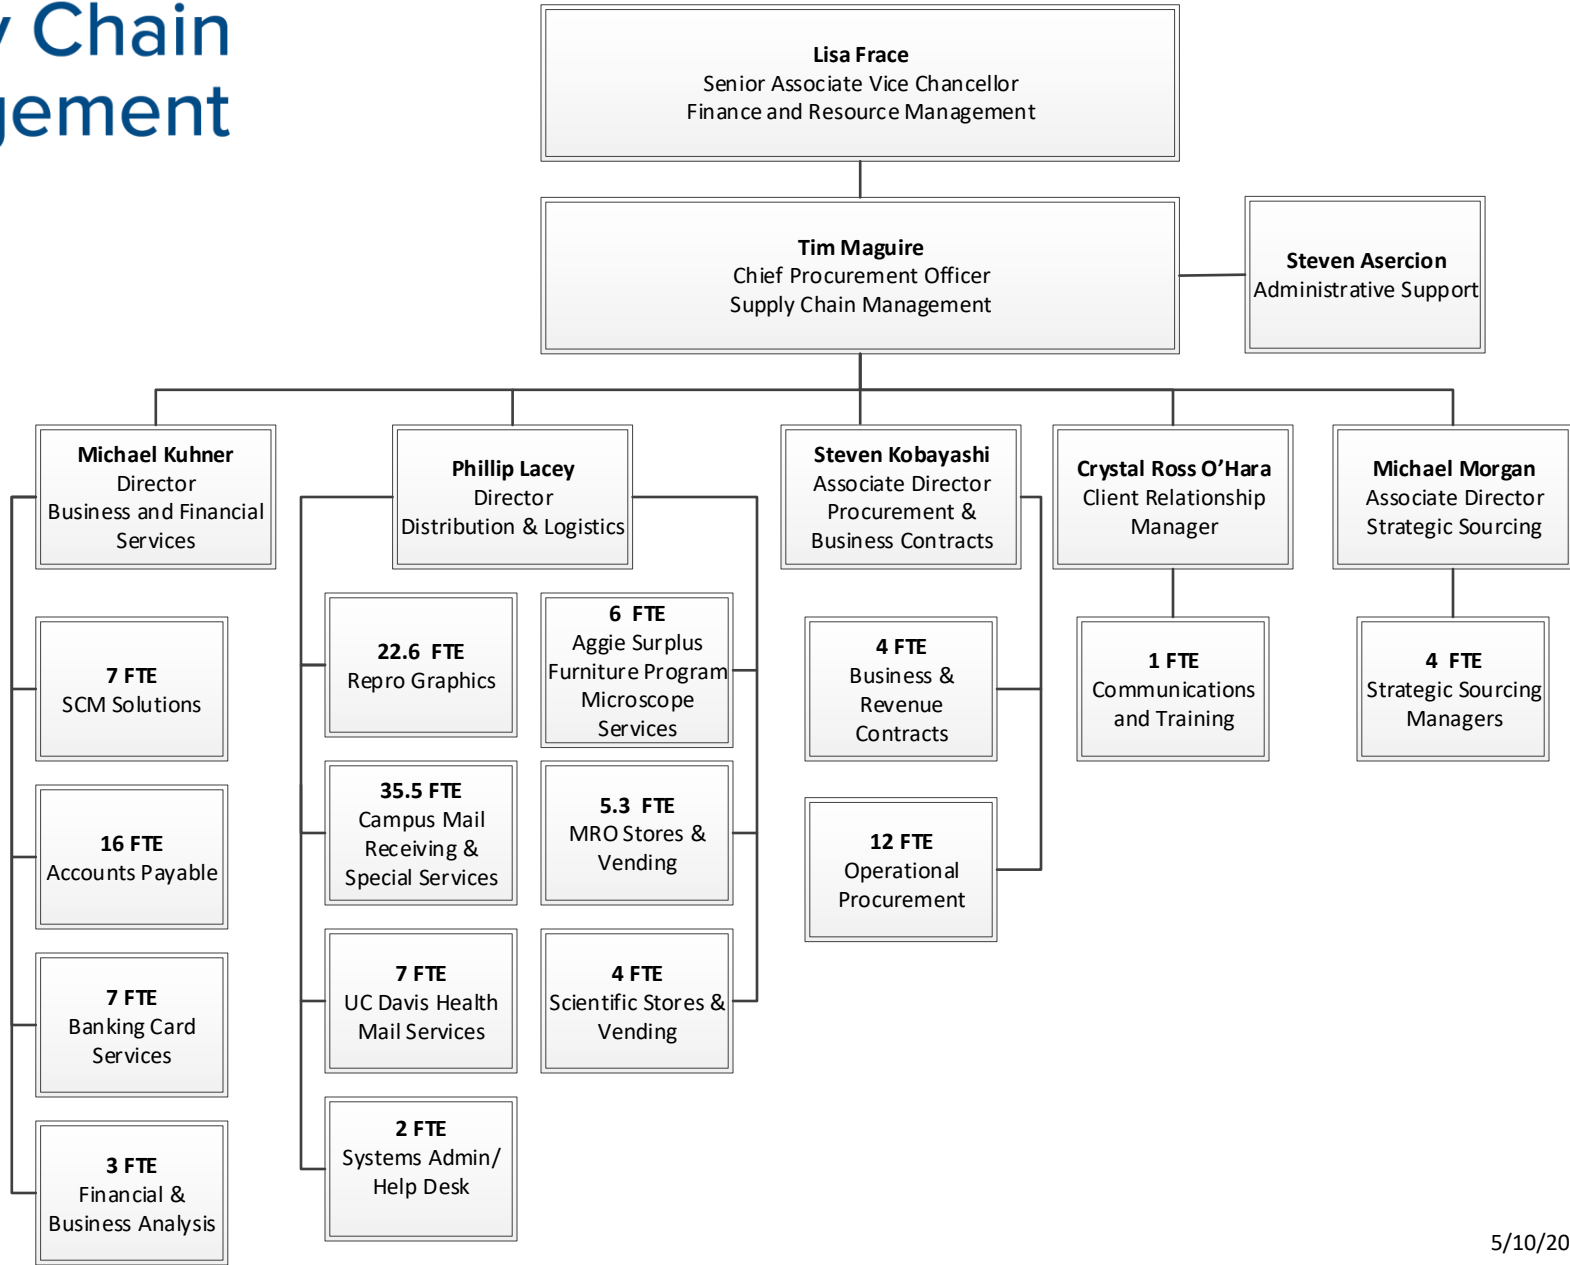 Chain
Lisa Frace
Senior Associate Vice Chancellor
Finance and Resource Management
Tim Maguire
Chief Procurement Officer
Supply Chain Management
Steven Asercion
Administrative Support
Michael Kuhner
Director
Business and Financial
Services
Phillip Lacey
Director
Distribution & Logistics
Steven Kobayashi
Associate Director
Procurement &
Business Contracts
Crystal Ross O’Hara
Client Relationship
Manager
Michael Morgan
Associate Director
Strategic Sourcing
7 FTE
SCM Solutions
16 FTE
Accounts Payable
7 FTE
Banking Card
Services
3 FTE
Financial &
Business Analysis
22.6 FTE
Repro Graphics
35.5 FTE
Campus Mail
Receiving &
Special Services
7 FTE
UC Davis Health
Mail Services
2 FTE
Systems Admin/
Help Desk
6 FTE
Aggie Surplus
Furniture Program
Microscope
Services
5.3 FTE
MRO Stores &
Vending
4 FTE
Scientific Stores &
Vending
4 FTE
Business &
Revenue
Contracts
12 FTE
Operational
Procurement
1 FTE
Communications
and Training
4 FTE
Strategic Sourcing
Managers
5/10/20